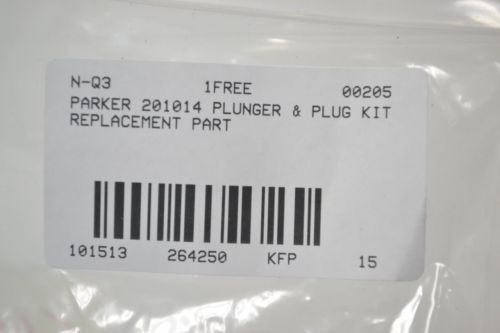 N-Q3 1FREE 00205
PARKER 201014 PLUNGER & PLUG KIT
REPLACEMENT PART
101513 264250 KFP 15